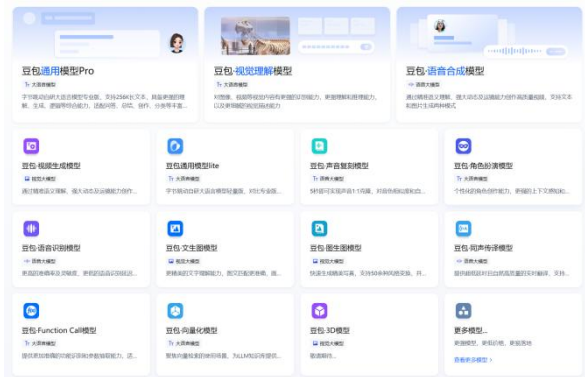 豆包通用模型Pro
Tr 大语言模型
字节跳动自研大语言模型专业版，支持256K长文本，具备更强的理
解、生成、逻辑等综合能力，适配问答、总结、创作、分类等丰富...
豆包·视觉理解模型
Tr 大语言模型
对图像、视频等视觉内容有更强的识别能力、更强理解和推理能力，
以及更细腻的视觉描述能力
豆包·语音合成模型
语音大模型
通过精准语义理解、强大动态及运镜能力创作高质量视频，支持文本
和图片生成两种模式
豆包·视频生成模型
视觉大模型
通过精准语义理解、强大动态及运镜能力创作...
豆包通用模型lite
Tr 大语言模型
字节跳动自研大语言模型轻量版，对比专业版...
豆包·声音复刻模型
Tr 语音大模型
5秒即可实现声音1:1克隆，对音色相似度和自...
豆包·角色扮演模型
Tr 大语言模型
个性化的角色创作能力，更强的上下文感知和...
豆包·语音识别模型
语音大模型
更高的准确率及灵敏度，更低的语音识别延迟...
豆包·文生图模型
视觉大模型
更精美的文字理解能力，图文匹配更准确，画...
豆包·图生图模型
视觉大模型
快速生成精美写真，支持50余种风格变换，并...
豆包·同声传译模型
语音大模型
提供超低延时且自然高质量的实时翻译，支持...
豆包·Function Call模型
Tr 大语言模型
提供更加准确的功能识别和参数抽取能力，适...
豆包·向量化模型
Tr 大语言模型
聚焦向量检索的使用场景，为LLM知识库提供...
豆包·3D模型
视觉大模型
敬请期待...
更多模型...
更强模型、更低价格、更易落地
查看更多模型 >